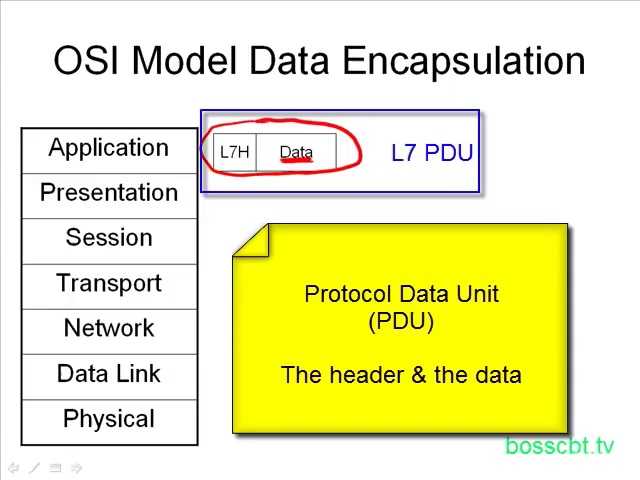 OSI Model Data Encapsulation
Application
L7H
Data
L7 PDU
Presentation
Session
Transport
Network
Data Link
Physical
Protocol Data Unit
(PDU)
The header & the data
bosscbt.tv